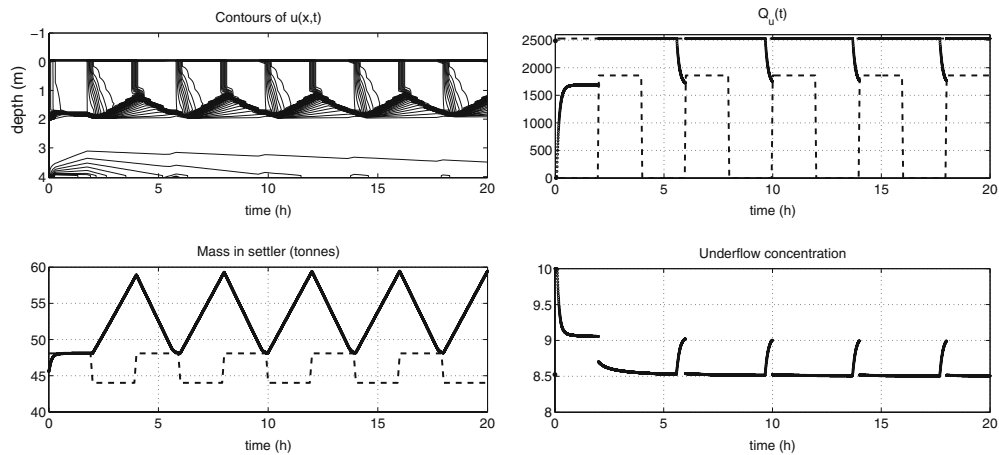 Contours of u(x,t)
−1
0
1
2
3
4
depth (m)
0 5 10 15 20
time (h)
Q_u(t)
2500
2000
1500
1000
500
0
0 5 10 15 20
time (h)
Mass in settler (tonnes)
60
55
50
45
40
0 5 10 15 20
time (h)
Underflow concentration
10
9.5
9
8.5
8
0 5 10 15 20
time (h)